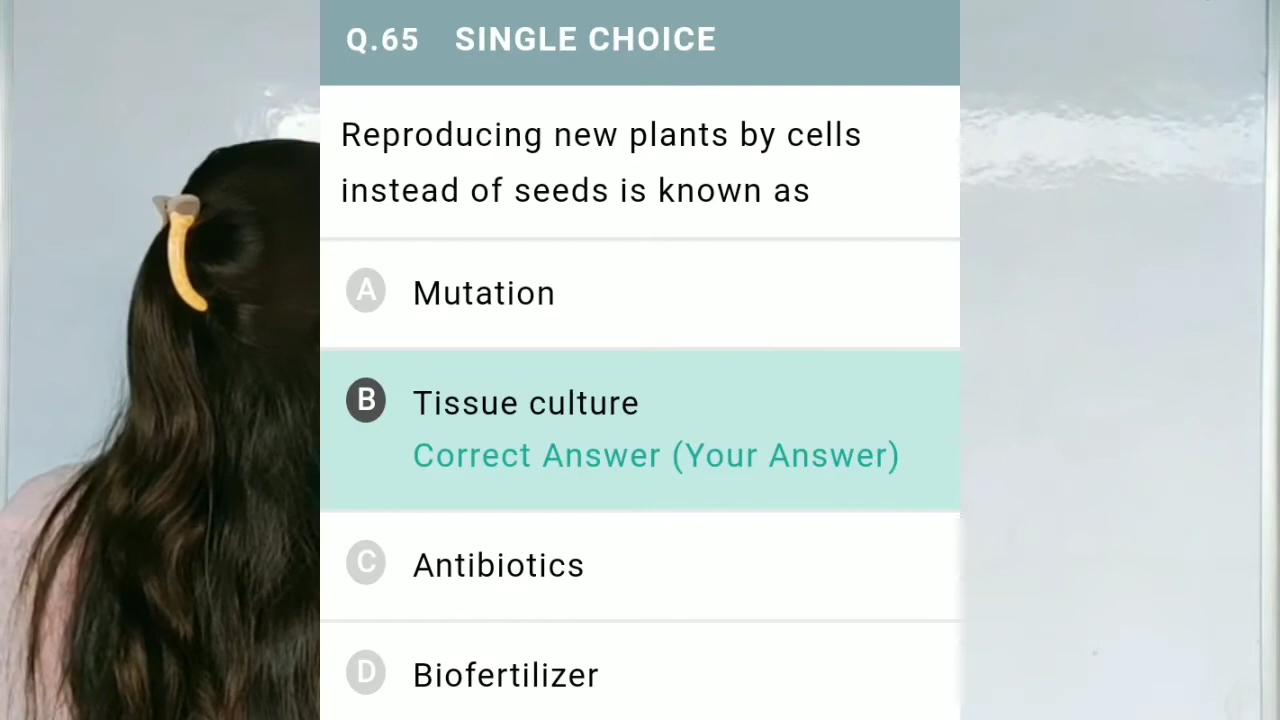 Q.65 SINGLE CHOICE
Reproducing new plants by cells
instead of seeds is known as
A Mutation
B Tissue culture
Correct Answer (Your Answer)
C Antibiotics
D Biofertilizer